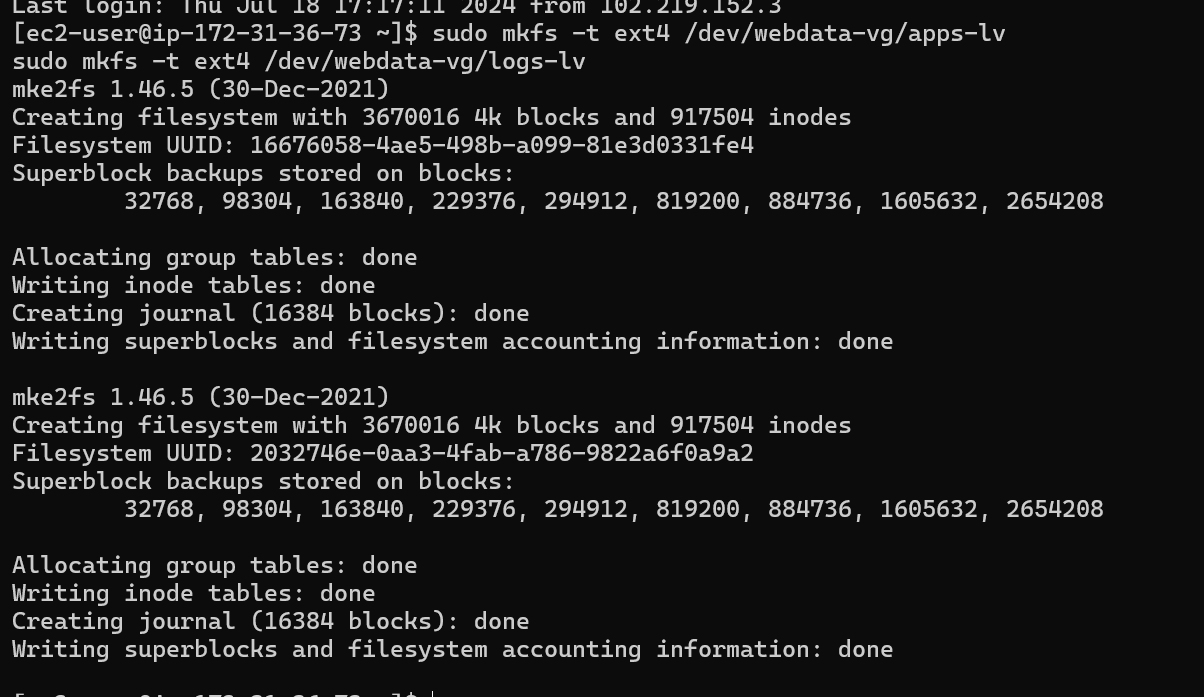 Last login: Thu Jul 18 17:17:11 2024 from 102.219.152.3
[ec2-user@ip-172-31-36-73 ~]$ sudo mkfs -t ext4 /dev/webdata-vg/apps-lv
sudo mkfs -t ext4 /dev/webdata-vg/logs-lv
mke2fs 1.46.5 (30-Dec-2021)
Creating filesystem with 3670016 4k blocks and 917504 inodes
Filesystem UUID: 16676058-4ae5-498b-a099-81e3d0331fe4
Superblock backups stored on blocks:
32768, 98304, 163840, 229376, 294912, 819200, 884736, 1605632, 2654208
Allocating group tables: done
Writing inode tables: done
Creating journal (16384 blocks): done
Writing superblocks and filesystem accounting information: done
mke2fs 1.46.5 (30-Dec-2021)
Creating filesystem with 3670016 4k blocks and 917504 inodes
Filesystem UUID: 2032746e-0aa3-4fab-a786-9822a6f0a9a2
Superblock backups stored on blocks:
32768, 98304, 163840, 229376, 294912, 819200, 884736, 1605632, 2654208
Allocating group tables: done
Writing inode tables: done
Creating journal (16384 blocks): done
Writing superblocks and filesystem accounting information: done